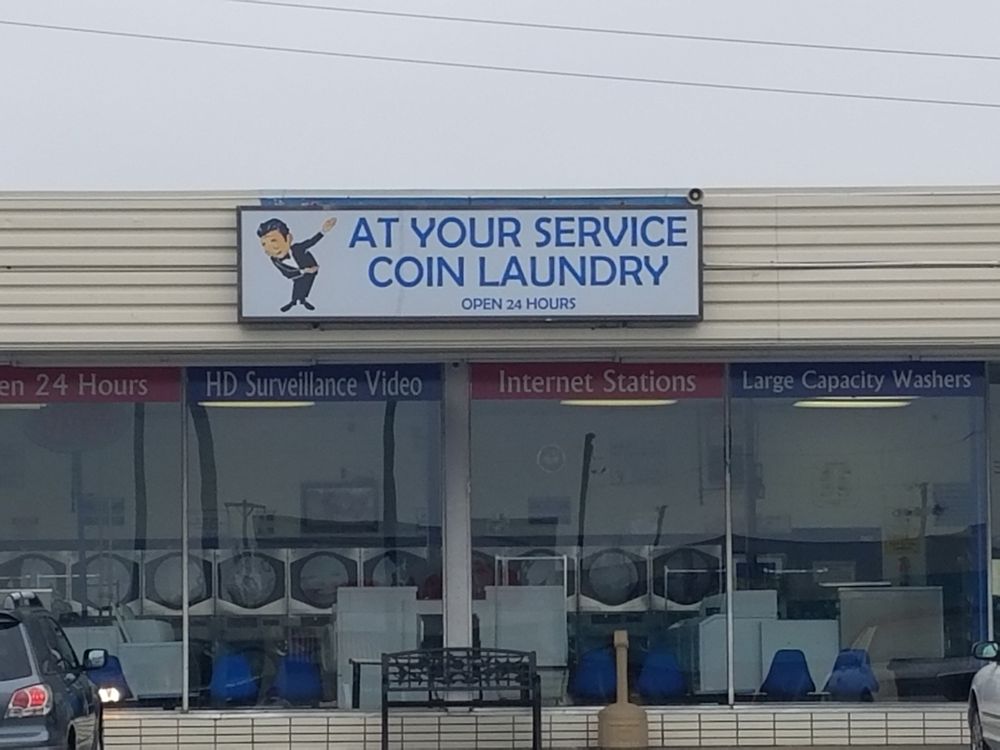 AT YOUR SERVICE
COIN LAUNDRY
OPEN 24 HOURS
en 24 Hours
HD Surveillance Video
Internet Stations
Large Capacity Washers